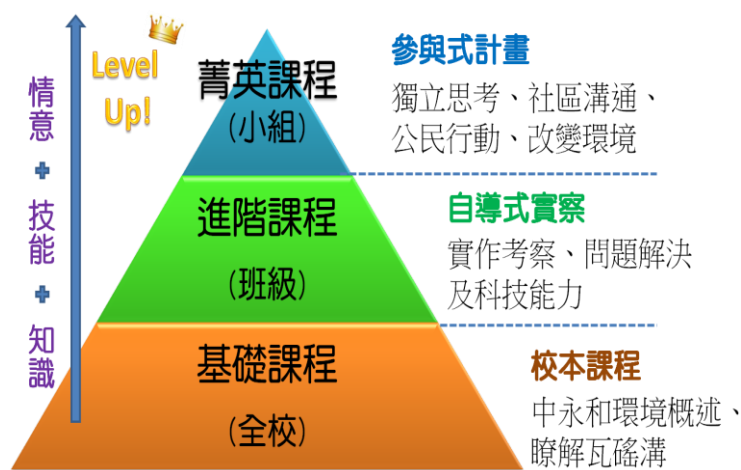 情意 + 技能 + 知識
Level
Up!
菁英課程
(小組)
參與式計畫
獨立思考、社區溝通、
公民行動、改變環境
進階課程
(班級)
自導式實察
實作考察、問題解決
及科技能力
基礎課程
(全校)
校本課程
中永和環境概述、
瞭解瓦磘溝